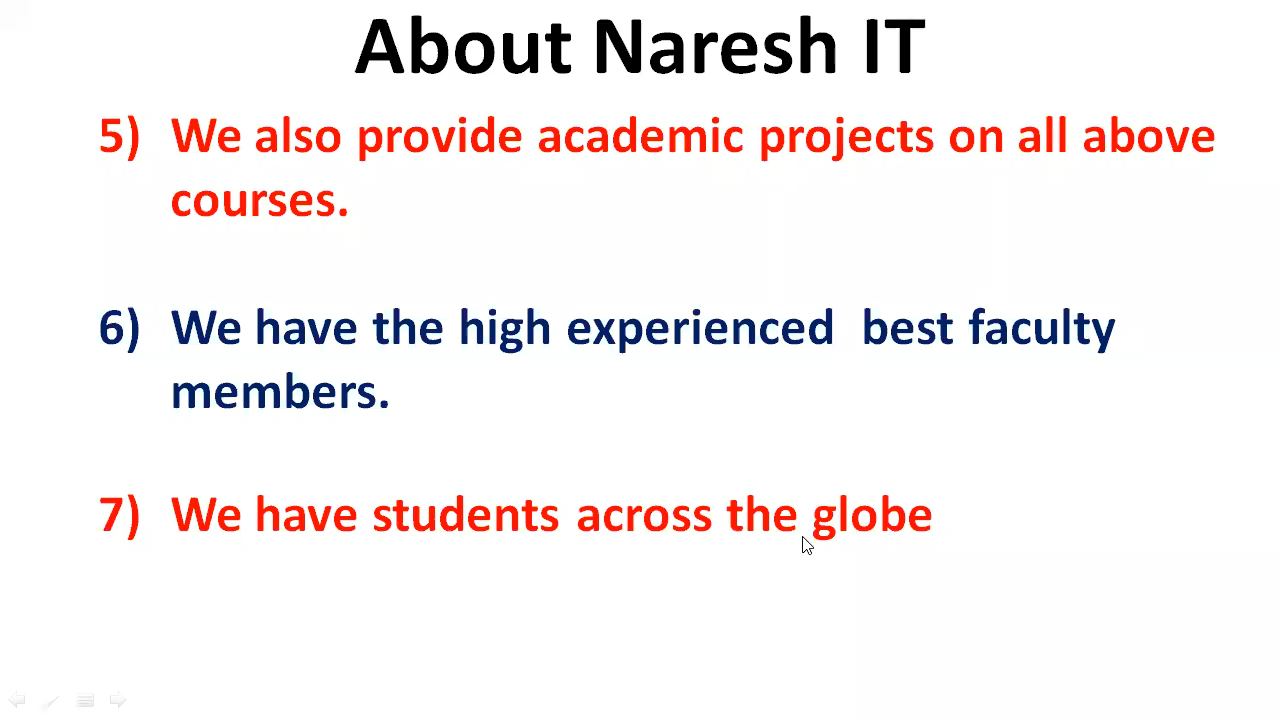 About Naresh IT
5) We also provide academic projects on all above
courses.
6) We have the high experienced  best faculty
members.
7) We have students across the globe